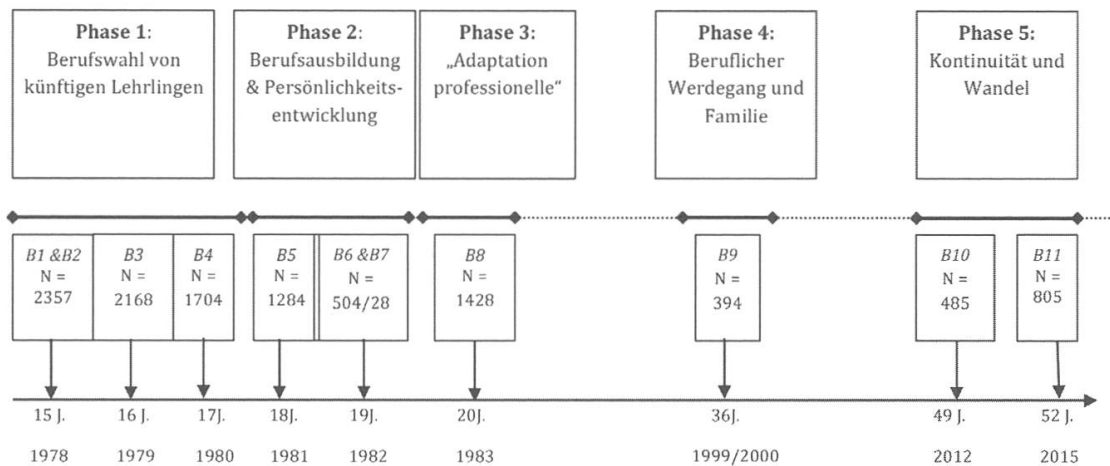 Phase 1:
Berufswahl von
künftigen Lehrlingen
Phase 2:
Berufsausbildung
& Persönlichkeits-
entwicklung
Phase 3:
„Adaptation
professionelle“
Phase 4:
Beruflicher
Werdegang und
Familie
Phase 5:
Kontinuität und
Wandel
B1 &B2
N =
2357
B3
N =
2168
B4
N =
1704
B5
N =
1284
B6 &B7
N =
504/28
B8
N =
1428
B9
N =
394
B10
N =
485
B11
N =
805
15 J. 16 J. 17J. 18J. 19J. 20J. 36J. 49 J. 52 J.
1978 1979 1980 1981 1982 1983 1999/2000 2012 2015